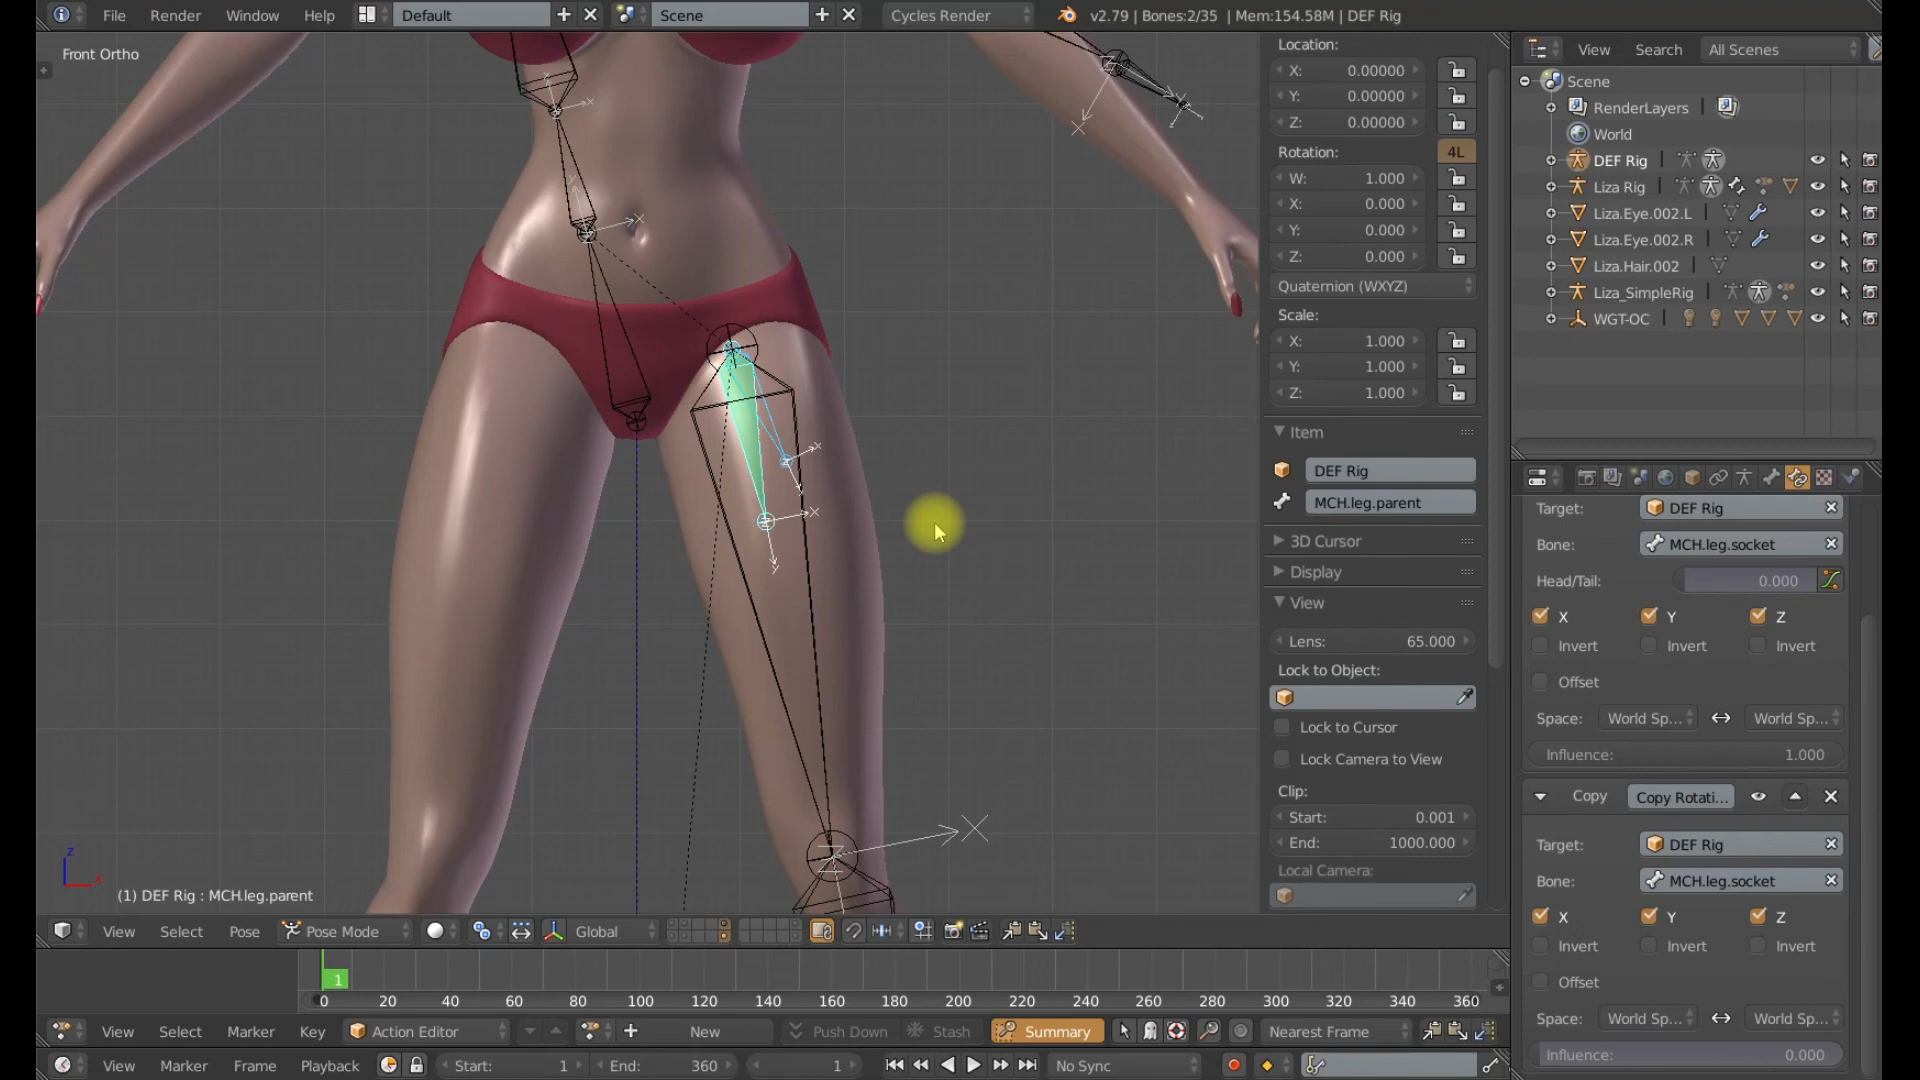 File Render Window Help Default Scene Cycles Render v2.79 | Bones:2/35 | Mem:154.58M | DEF Rig
Front Ortho
Location:
X: 0.00000
Y: 0.00000
Z: 0.00000
Rotation: 4L
W: 1.000
X: 0.000
Y: 0.000
Z: 0.000
Quaternion (WXYZ)
Scale:
X: 1.000
Y: 1.000
Z: 1.000
Item
DEF Rig
MCH.leg.parent
3D Cursor
Display
View
Lens: 65.000
Lock to Object:
Lock to Cursor
Lock Camera to View
Clip:
Start: 0.001
End: 1000.000
Local Camera:
View Search All Scenes
Scene
RenderLayers
World
DEF Rig
Liza Rig
Liza.Eye.002.L
Liza.Eye.002.R
Liza.Hair.002
Liza_SimpleRig
WGT-OC
Target: DEF Rig
Bone: MCH.leg.socket
Head/Tail: 0.000
X Y Z
Invert Invert Invert
Offset
Space: World Sp... World Sp...
Influence: 1.000
Copy Copy Rotati...
Target: DEF Rig
Bone: MCH.leg.socket
X Y Z
Invert Invert Invert
Offset
Space: World Sp... World Sp...
Influence: 0.000
(1) DEF Rig : MCH.leg.parent
View Select Pose Pose Mode Global
1
0 20 40 60 80 100 120 140 160 180 200 220 240 260 280 300 320 340 360
View Select Marker Key Action Editor New Push Down Stash Summary Nearest Frame
View Marker Frame Playback Start: 1 End: 360 1 No Sync